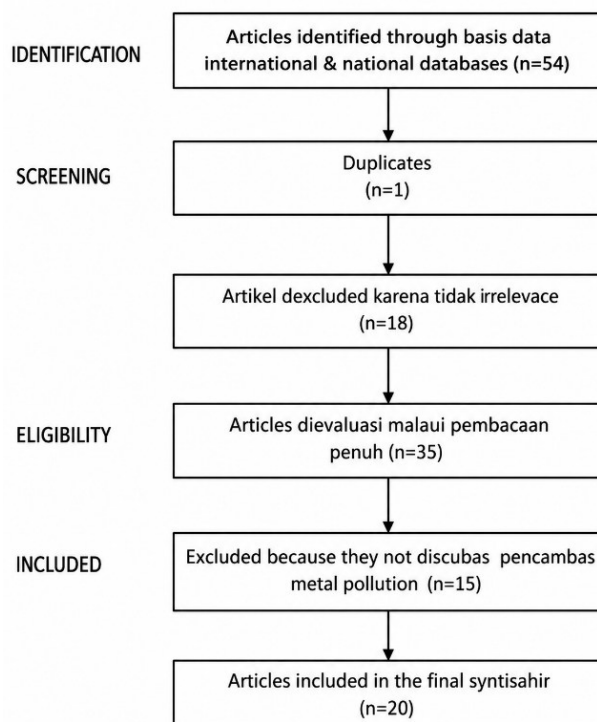 IDENTIFICATION
Articles identified through basis data
international & national databases (n=54)
SCREENING
Duplicates
(n=1)
Artikel dexcluded karena tidak irrelevace
(n=18)
ELIGIBILITY
Articles dievaluasi malaui pembacaan
penuh (n=35)
INCLUDED
Excluded because they not discubas pencambas
metal pollution (n=15)
Articles included in the final syntisahir
(n=20)